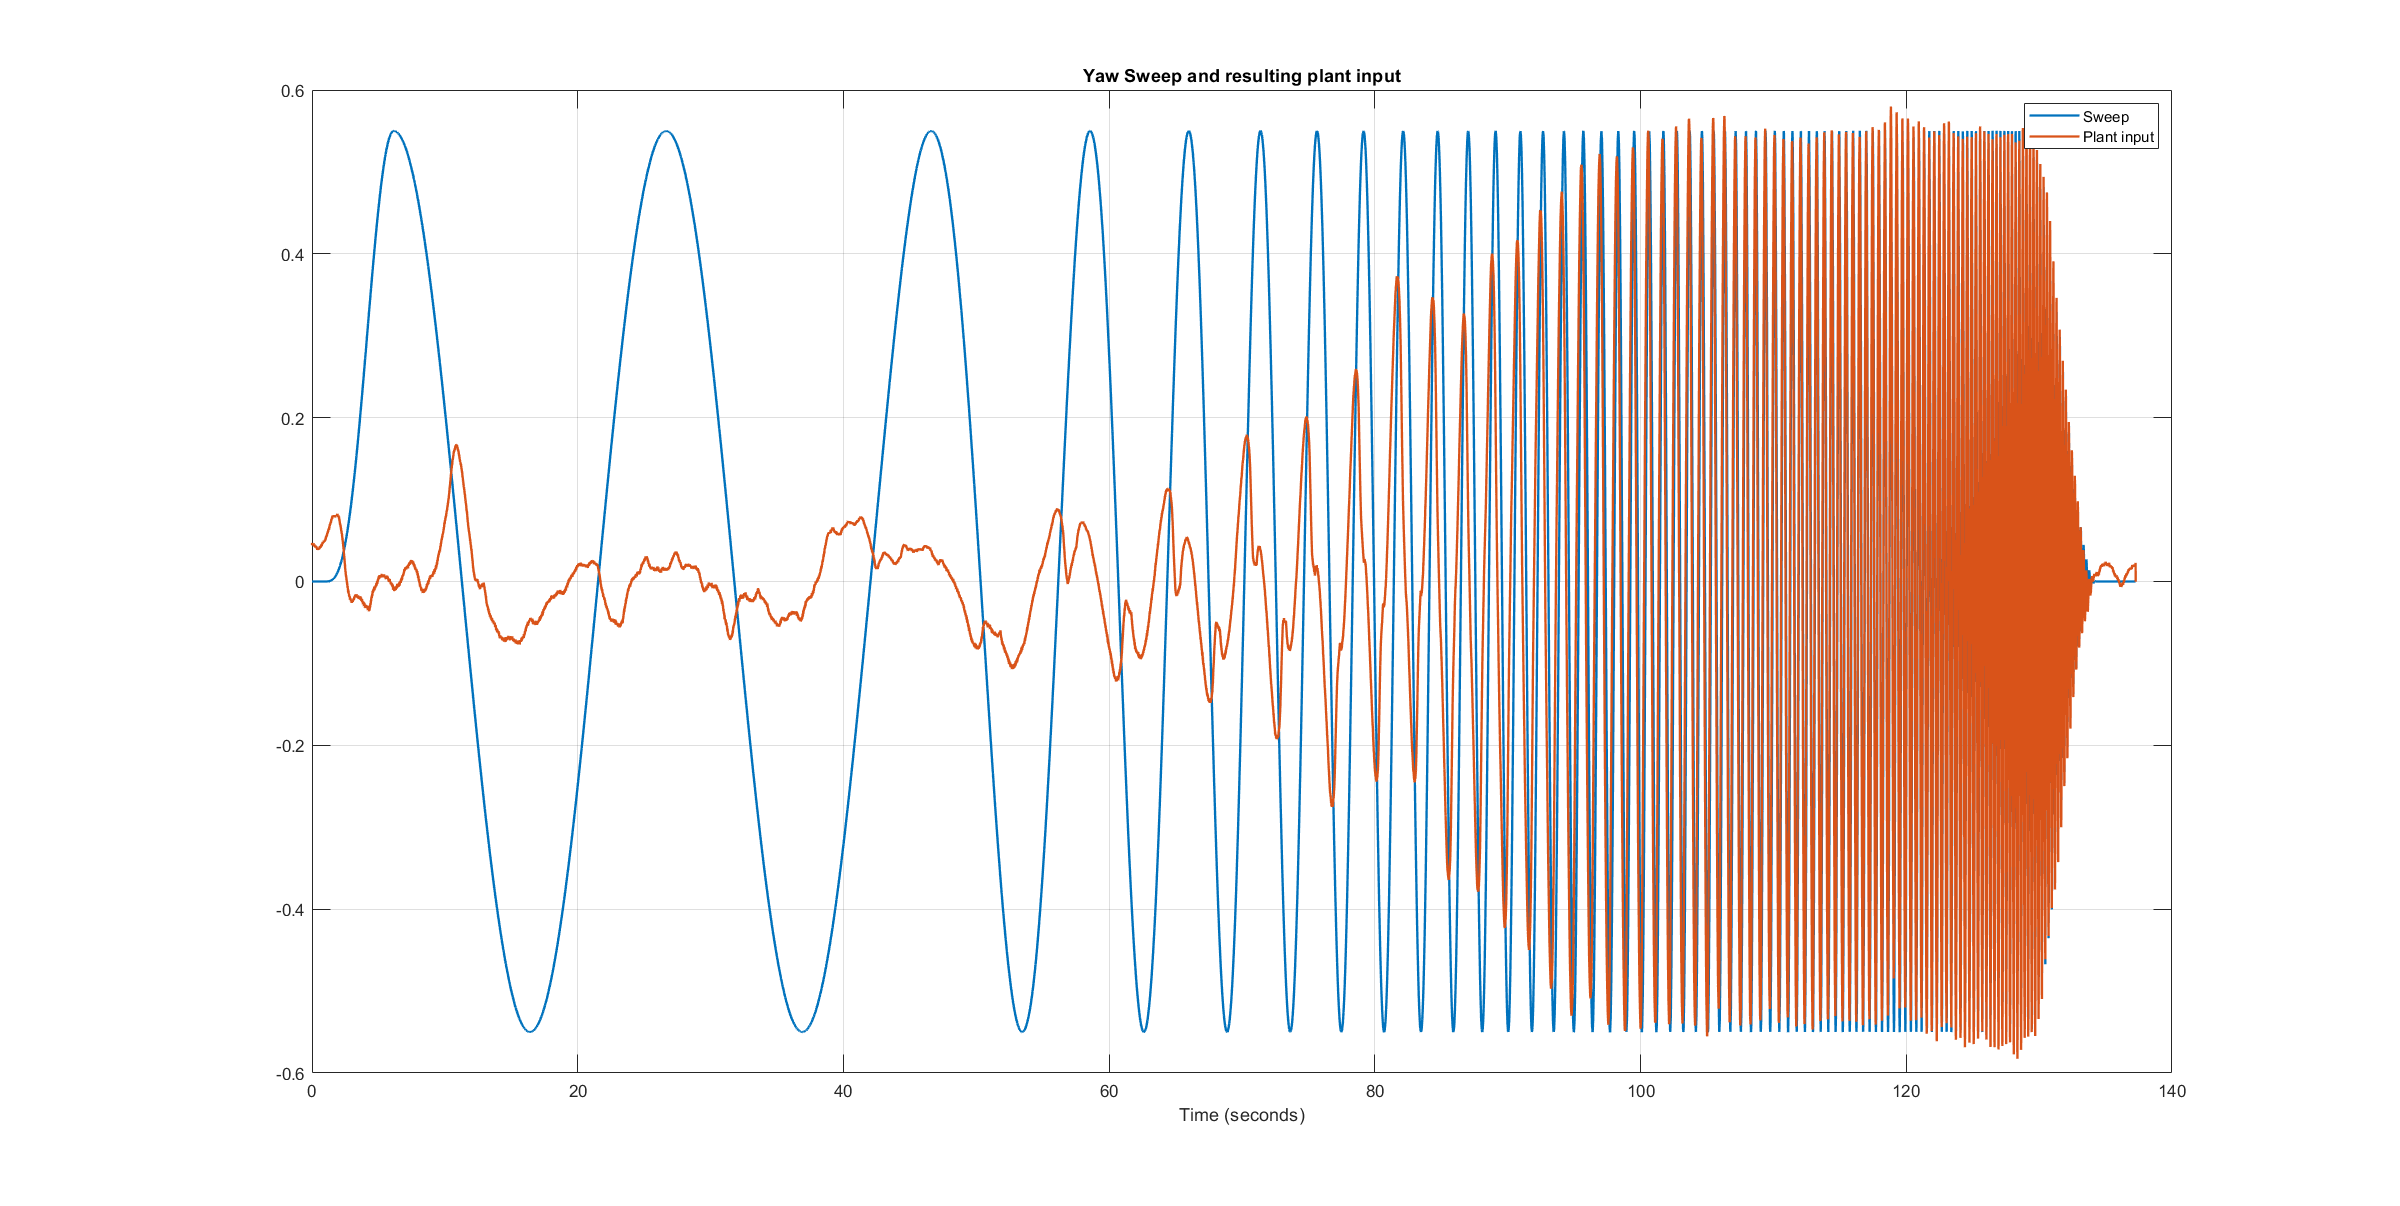 Yaw Sweep and resulting plant input
Sweep
Plant input
0.6
0.4
0.2
0
-0.2
-0.4
-0.6
0 20 40 60 80 100 120 140
Time (seconds)